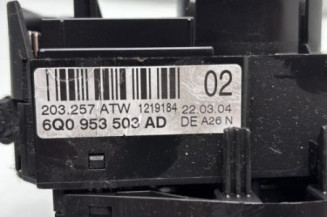 02
203.257 ATW 1219184 22.03.04
6Q0 953 503 AD DE A26 N